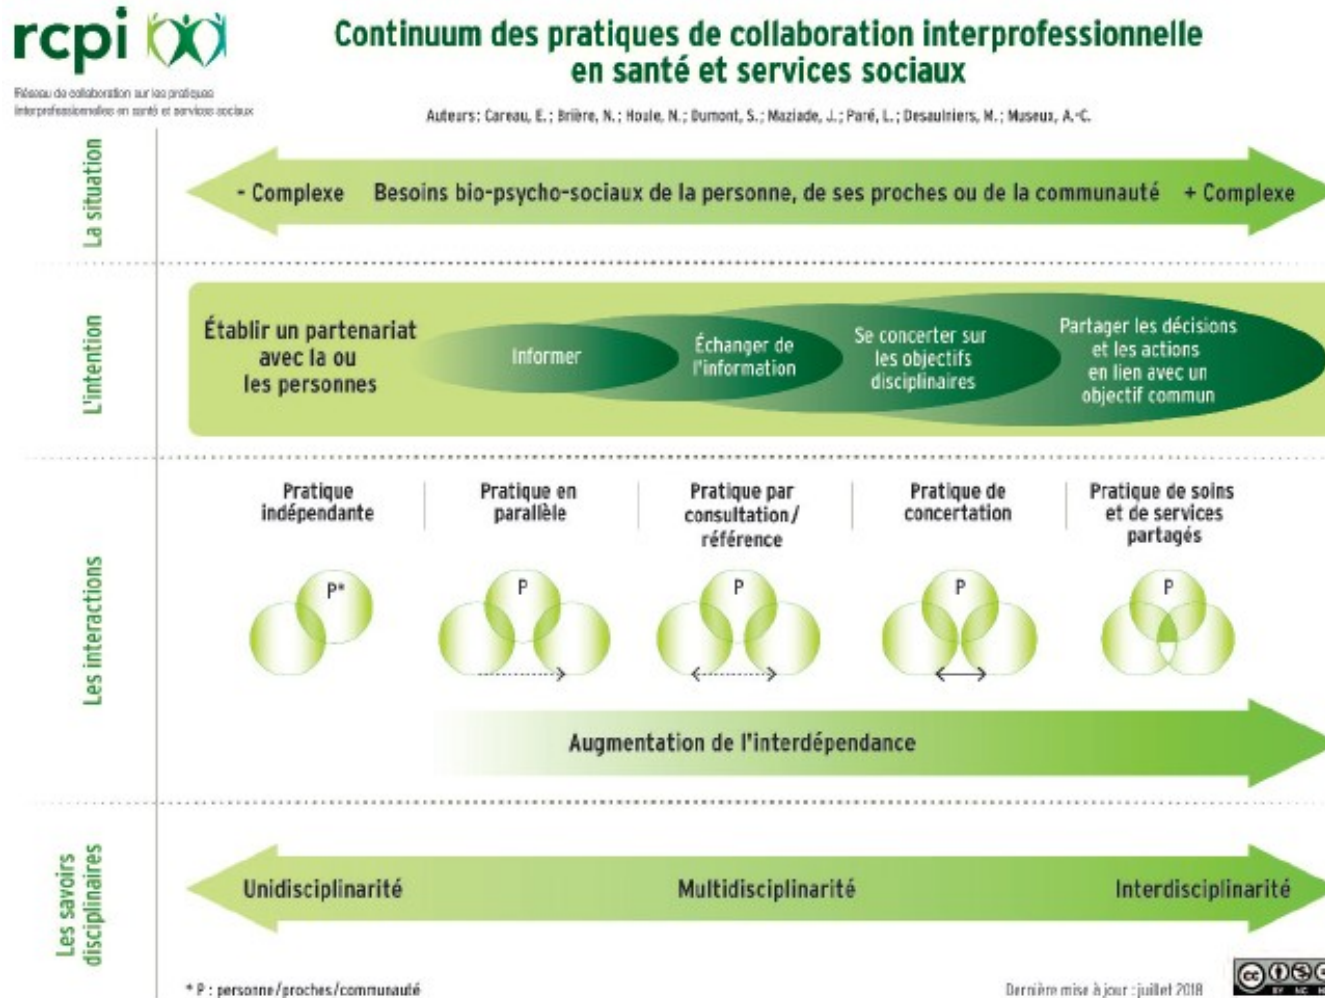 rcpi
Réseau de collaboration sur les pratiques
interprofessionnelles en santé et services sociaux
Continuum des pratiques de collaboration interprofessionnelle
en santé et services sociaux
Auteurs : Careau, E. ; Brière, N. ; Houle, N. ; Dumont, S. ; Maziade, J. ; Paré, L. ; Desaulniers, M. ; Museux, A.-C.
La situation
- Complexe
Besoins bio-psycho-sociaux de la personne, de ses proches ou de la communauté
+ Complexe
L'intention
Établir un partenariat
avec la ou
les personnes
Informer
Échanger de
l'information
Se concerter sur
les objectifs
disciplinaires
Partager les décisions
et les actions
en lien avec un
objectif commun
Les interactions
Pratique
indépendante
Pratique en
parallèle
Pratique par
consultation/
référence
Pratique de
concertation
Pratique de soins
et de services
partagés
P*
P
P
P
P
Augmentation de l'interdépendance
Les savoirs
disciplinaires
Unidisciplinarité
Multidisciplinarité
Interdisciplinarité
* P : personne/proches/communauté
Dernière mise à jour : juillet 2018
cc
BY NC